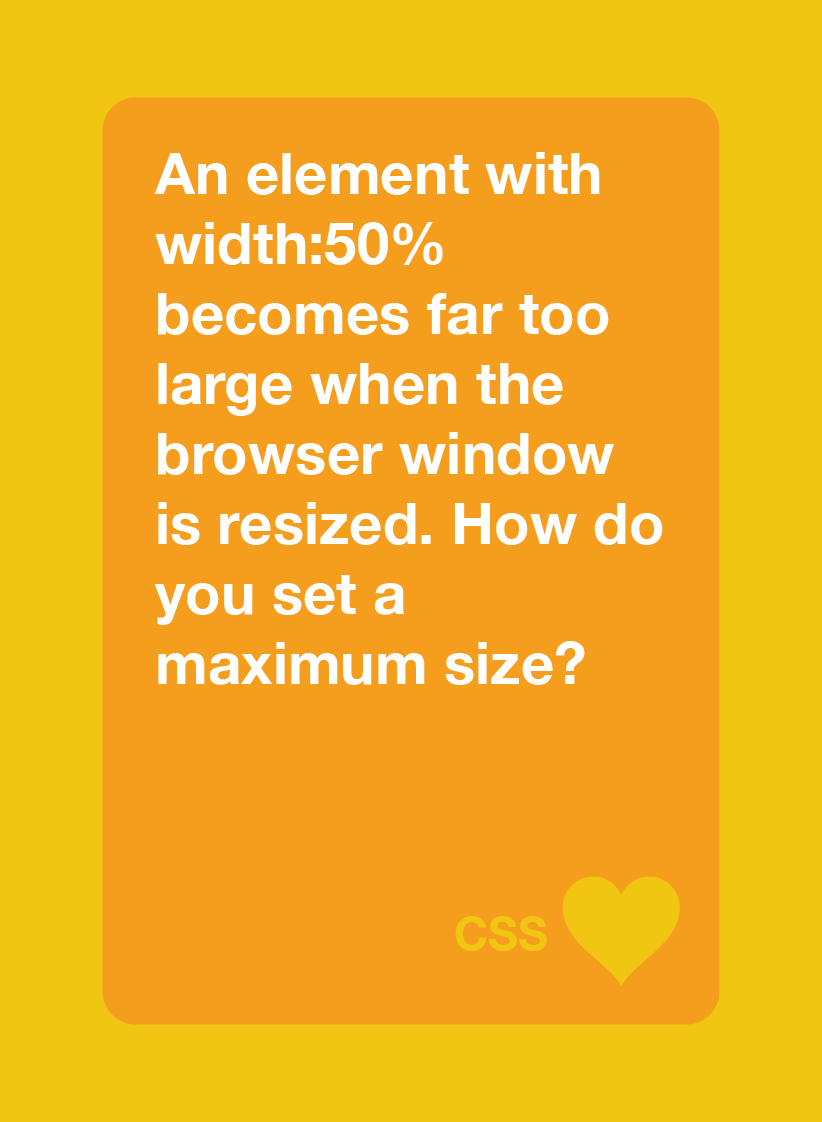 An element with
width:50%
becomes far too
large when the
browser window
is resized. How do
you set a
maximum size?
CSS